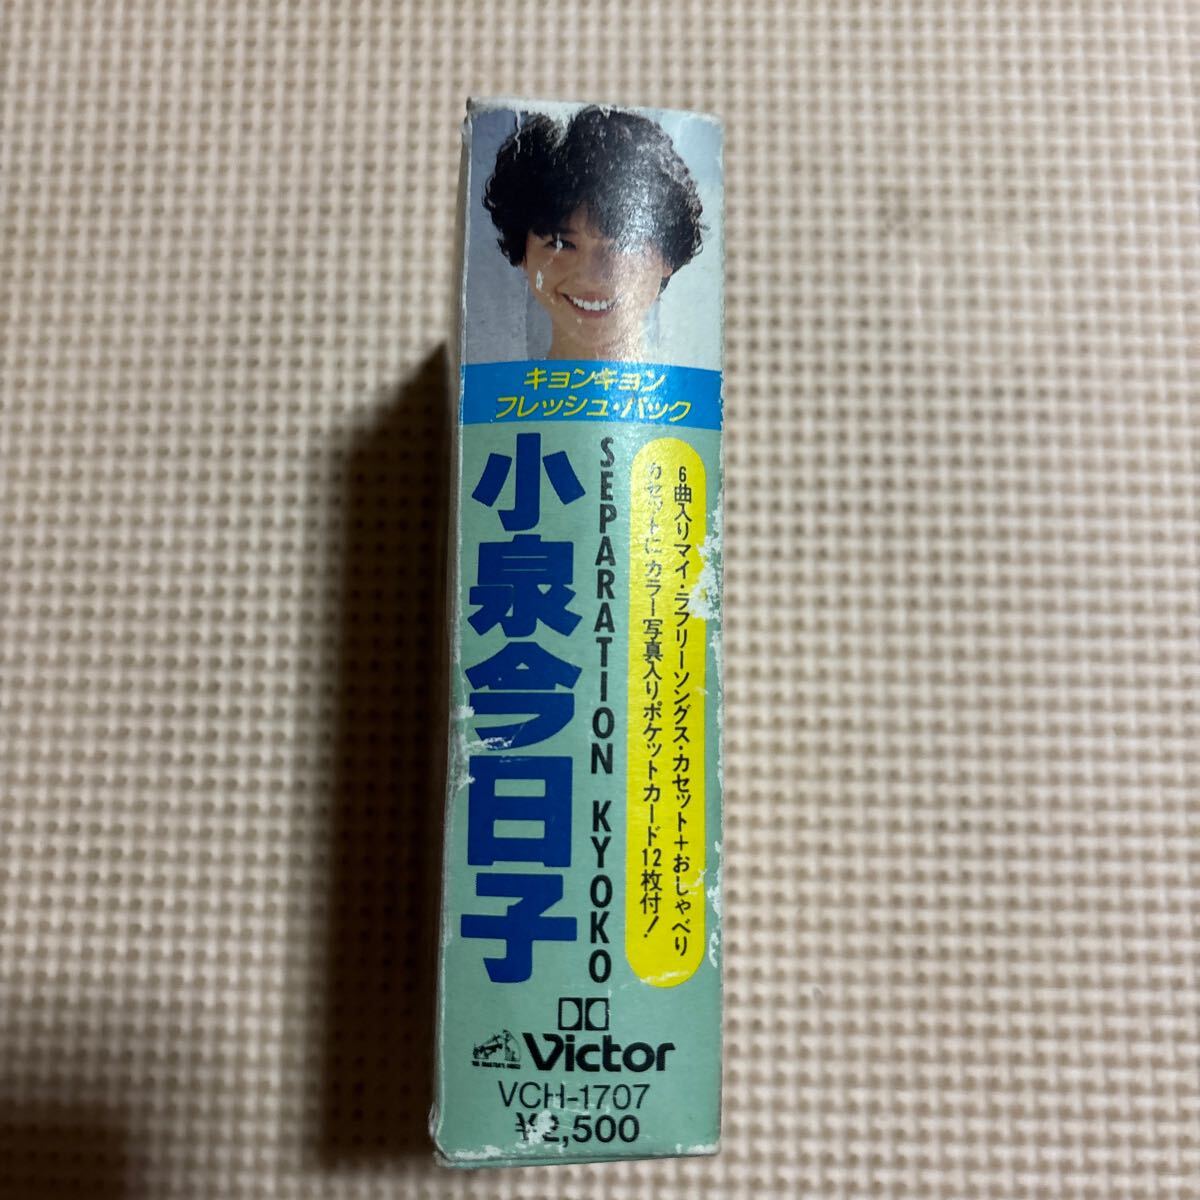 キョンキョン
フレッシュ・パック
小泉今日子
SEPARATION KYOKO
6曲入りマイ・ラブリーソングス・カセット+おしゃべり
カセットにカラー写真入りポケットカード12枚付!
Victor
VCH-1707
¥2,500